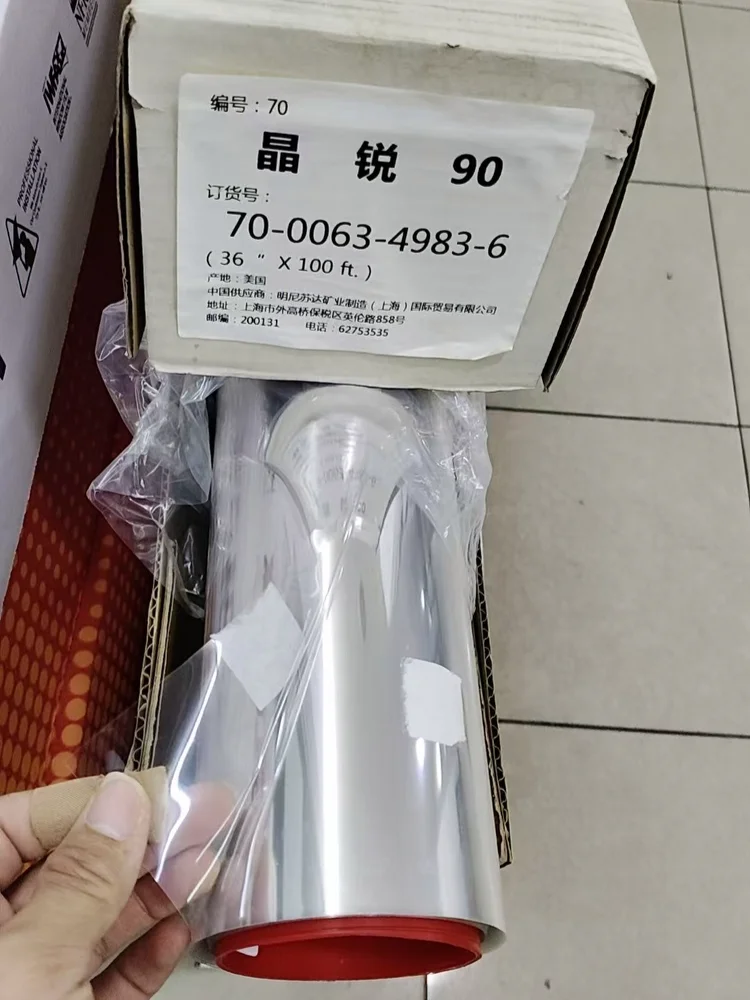 编号：70
晶 锐 90
订货号：
70-0063-4983-6
( 36 " X 100 ft. )
产地：美国
中国供应商：明尼苏达矿业制造（上海）国际贸易有限公司
地址：上海市外高桥保税区英伦路858号
邮编：200131 电话：62753535
PROFESSIONAL
INSTALLATION